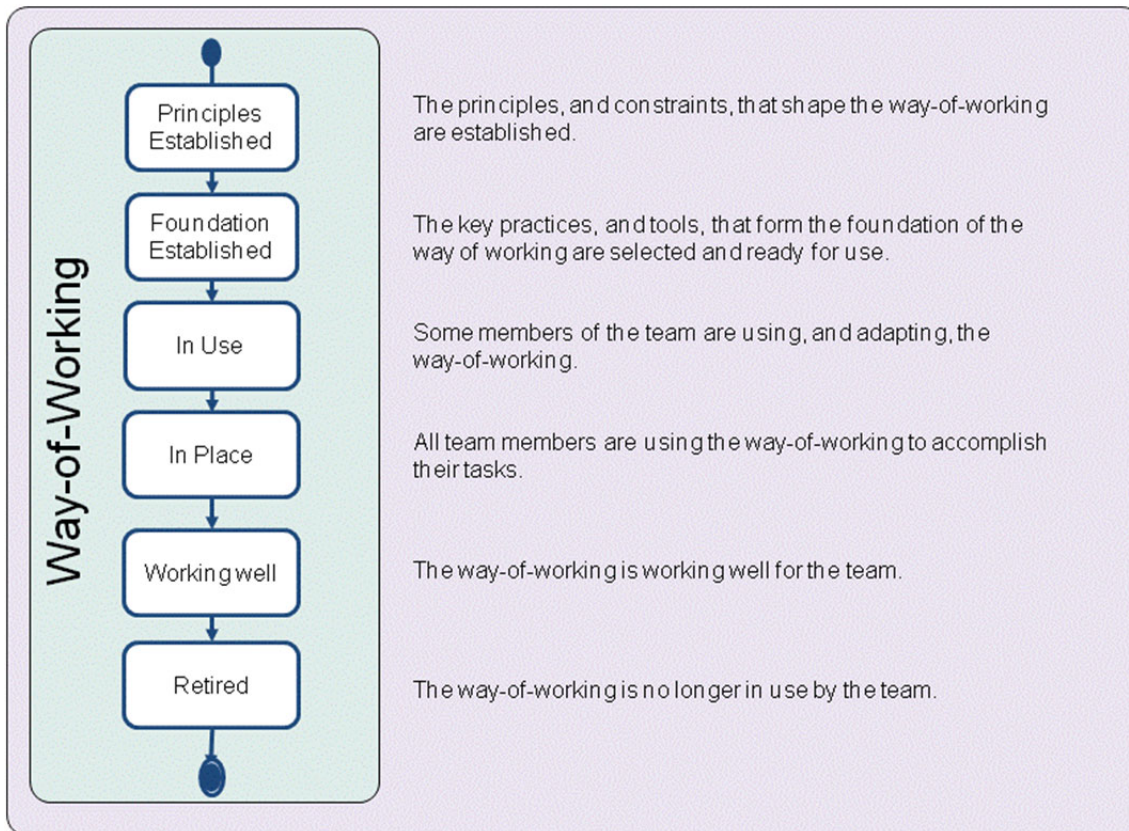 Way-of-Working
Principles
Established
The principles, and constraints, that shape the way-of-working
are established.
Foundation
Established
The key practices, and tools, that form the foundation of the
way of working are selected and ready for use.
In Use
Some members of the team are using, and adapting, the
way-of-working.
In Place
All team members are using the way-of-working to accomplish
their tasks.
Working well
The way-of-working is working well for the team.
Retired
The way-of-working is no longer in use by the team.